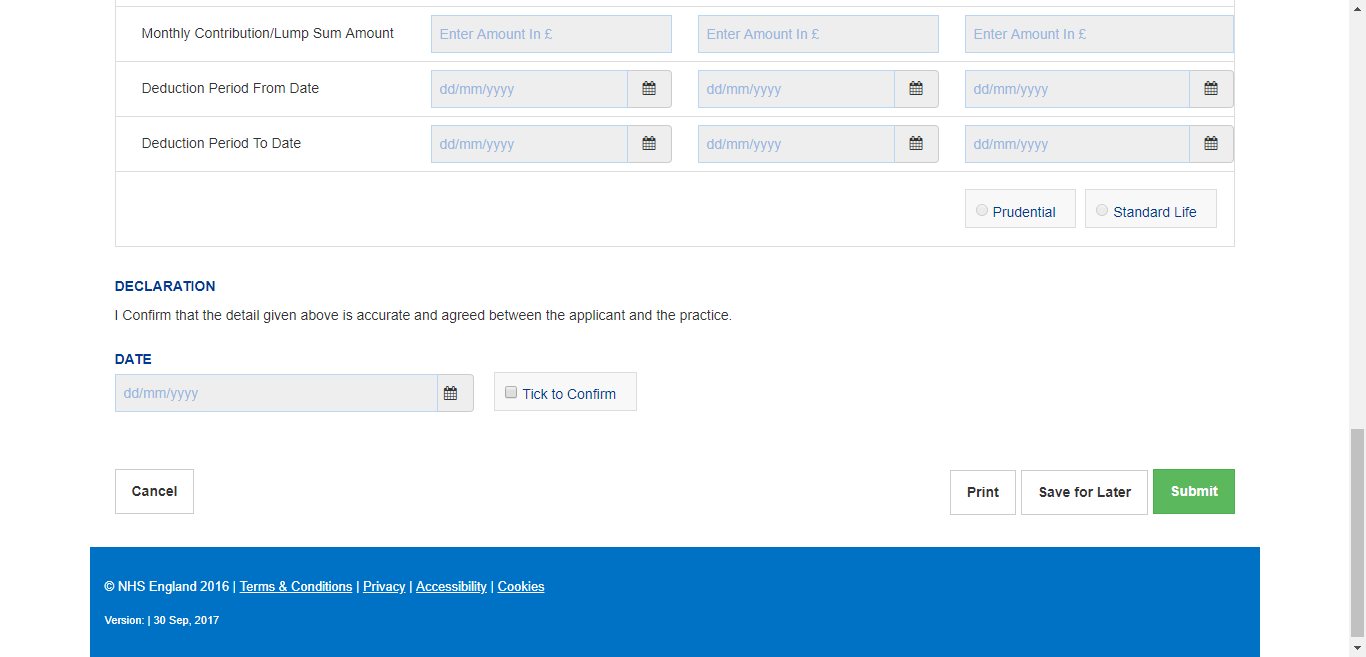 Monthly Contribution/Lump Sum Amount Enter Amount In £ Enter Amount In £ Enter Amount In £
Deduction Period From Date dd/mm/yyyy dd/mm/yyyy dd/mm/yyyy
Deduction Period To Date dd/mm/yyyy dd/mm/yyyy dd/mm/yyyy
Prudential Standard Life
DECLARATION
I Confirm that the detail given above is accurate and agreed between the applicant and the practice.
DATE
dd/mm/yyyy Tick to Confirm
Cancel Print Save for Later Submit
© NHS England 2016 | Terms & Conditions | Privacy | Accessibility | Cookies
Version: | 30 Sep, 2017